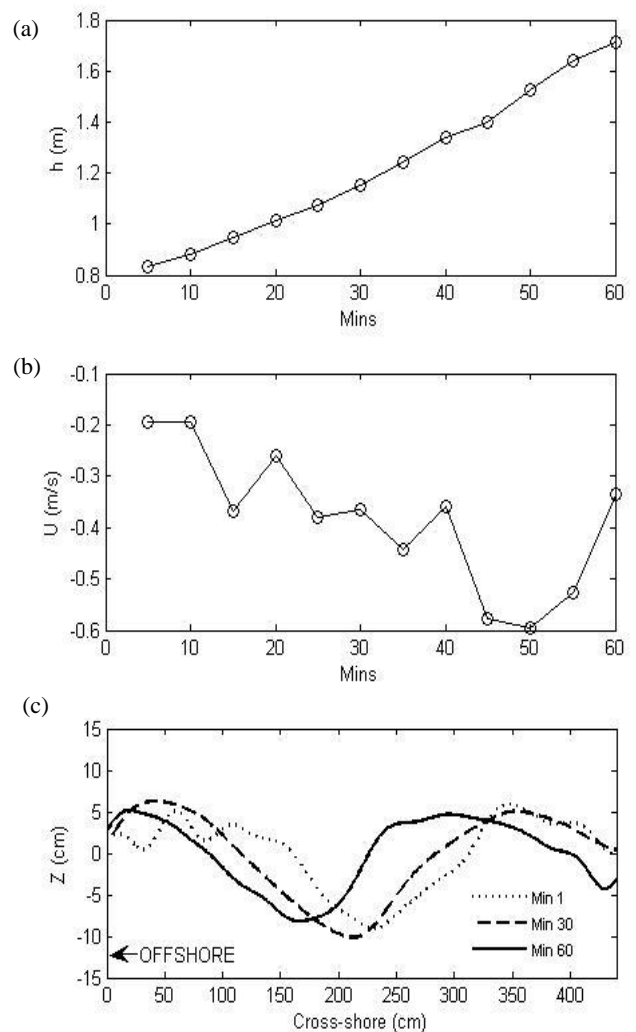 (a)
1.8
1.6
1.4
1.2
1
0.8
h (m)
0 10 20 30 40 50 60
Mins
(b)
-0.1
-0.2
-0.3
-0.4
-0.5
-0.6
U (m/s)
0 10 20 30 40 50 60
Mins
(c)
15
10
5
0
-5
-10
-15
Z (cm)
Min 1
Min 30
Min 60
OFFSHORE
0 50 100 150 200 250 300 350 400
Cross-shore (cm)